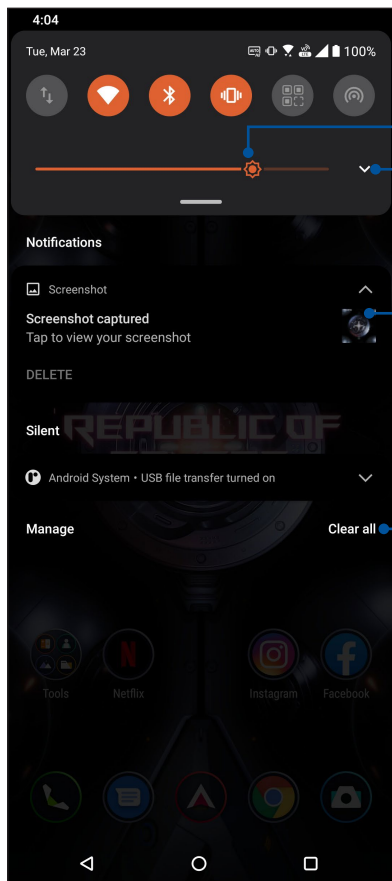 4:04
Tue, Mar 23
100%
Notifications
Screenshot
Screenshot captured
Tap to view your screenshot
DELETE
REPUBLIC OF
Silent
Android System • USB file transfer turned on
Manage
Clear all
Tools
Netflix
Instagram
Facebook